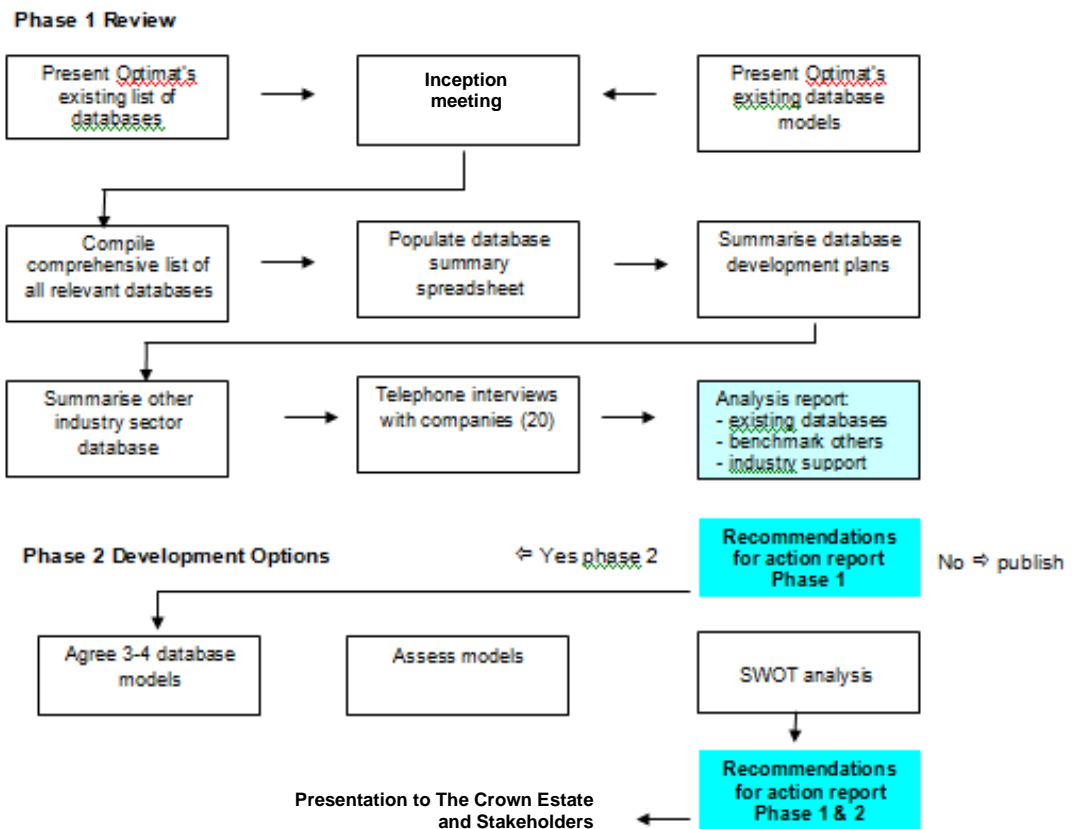 Phase 1 Review
Present Optimat's
existing list of
databases
Inception
meeting
Present Optimat's
existing database
models
Compile
comprehensive list of
all relevant databases
Populate database
summary
spreadsheet
Summarise database
development plans
Summarise other
industry sector
database
Telephone interviews
with companies (20)
Analysis report:
- existing databases
- benchmark others
- industry support
Phase 2 Development Options
⇦ Yes phase 2
Recommendations
for action report
Phase 1
No ⇨ publish
Agree 3-4 database
models
Assess models
SWOT analysis
Recommendations
for action report
Phase 1 & 2
Presentation to The Crown Estate
and Stakeholders